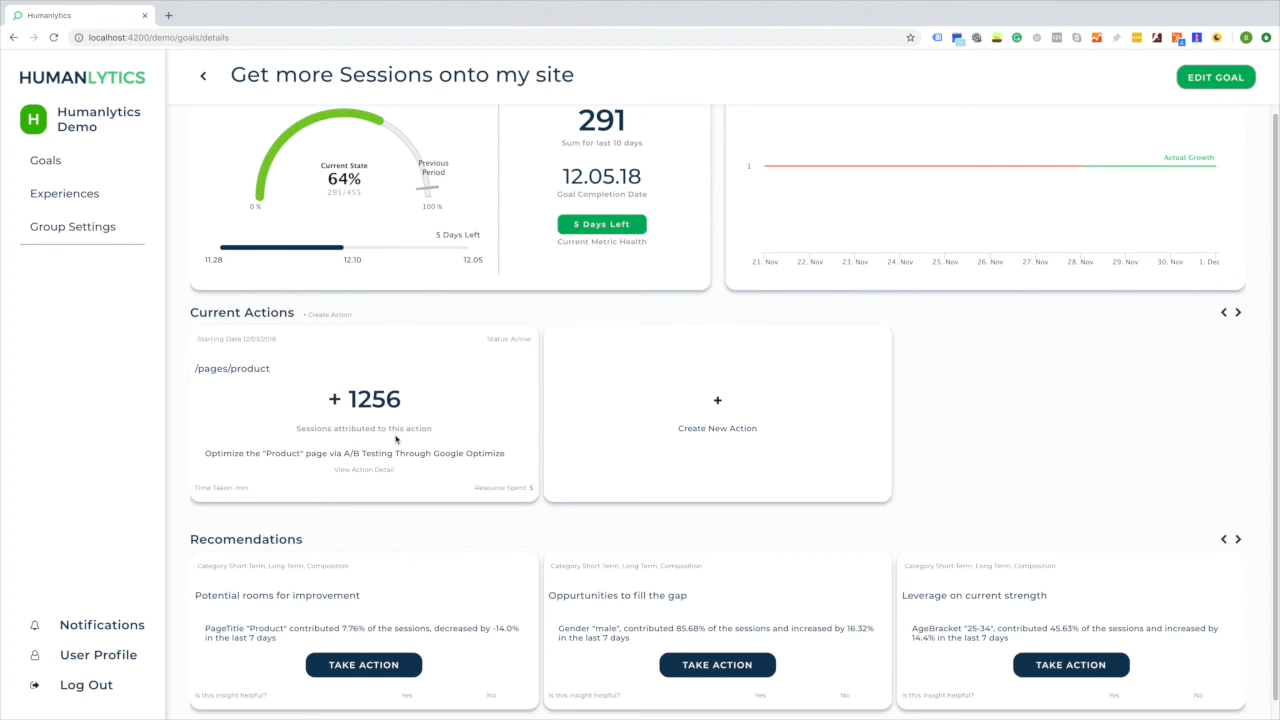 Humanlytics
localhost:4200/demo/goals/details
HUMANLYTICS
Get more Sessions onto my site
EDIT GOAL
H
Humanlytics
Demo
Goals
Experiences
Group Settings
Notifications
User Profile
Log Out
Current State
64%
291/455
Previous
Period
0 %
100 %
5 Days Left
11.28
12.10
12.05
291
Sum for last 10 days
12.05.18
Goal Completion Date
5 Days Left
Current Metric Health
1
Actual Growth
21. Nov 22. Nov 23. Nov 24. Nov 25. Nov 26. Nov 27. Nov 28. Nov 29. Nov 30. Nov 1. Dec
Current Actions + Create Action
Starting Date 12/03/2018 Status: Active
/pages/product
+ 1256
Sessions attributed to this action
Optimize the "Product" page via A/B Testing Through Google Optimize
View Action Detail
Time Taken: min Resource Spent: $
+
Create New Action
Recomendations
Category Short Term, Long Term, Composition
Potential rooms for improvement
PageTitle "Product" contributed 7.76% of the sessions, decreased by -14.0%
in the last 7 days
TAKE ACTION
Is this insight helpful? Yes No
Category Short Term, Long Term, Composition
Oppurtunities to fill the gap
Gender "male", contributed 85.68% of the sessions and increased by 16.32%
in the last 7 days
TAKE ACTION
Is this insight helpful? Yes No
Category Short Term, Long Term, Composition
Leverage on current strength
AgeBracket "25-34", contributed 45.63% of the sessions and increased by
14.4% in the last 7 days
TAKE ACTION
Is this insight helpful? Yes No